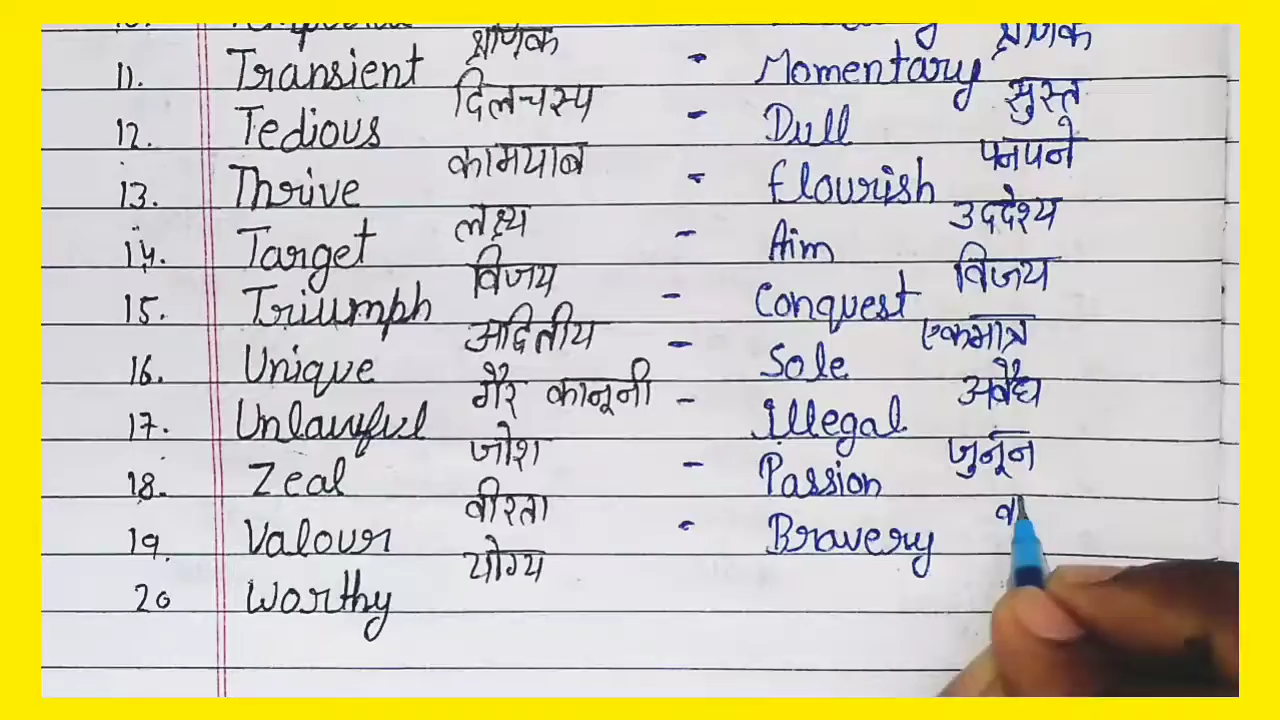 11. Transient क्षणिक - Momentary क्षणिक
12. Tedious दिलचस्प - Dull सुस्त
13. Thrive कामयाब - flourish पनपने
14. Target लक्ष्य - Aim उददेश्य
15. Triumph विजय - Conquest विजय
16. Unique अद्वितीय - Sole एकमात्र
17. Unlawful गैर कानूनी - illegal अवैध
18. Zeal जोश - Passion जुनून
19. Valour वीरता - Bravery
20 Worthy योग्य